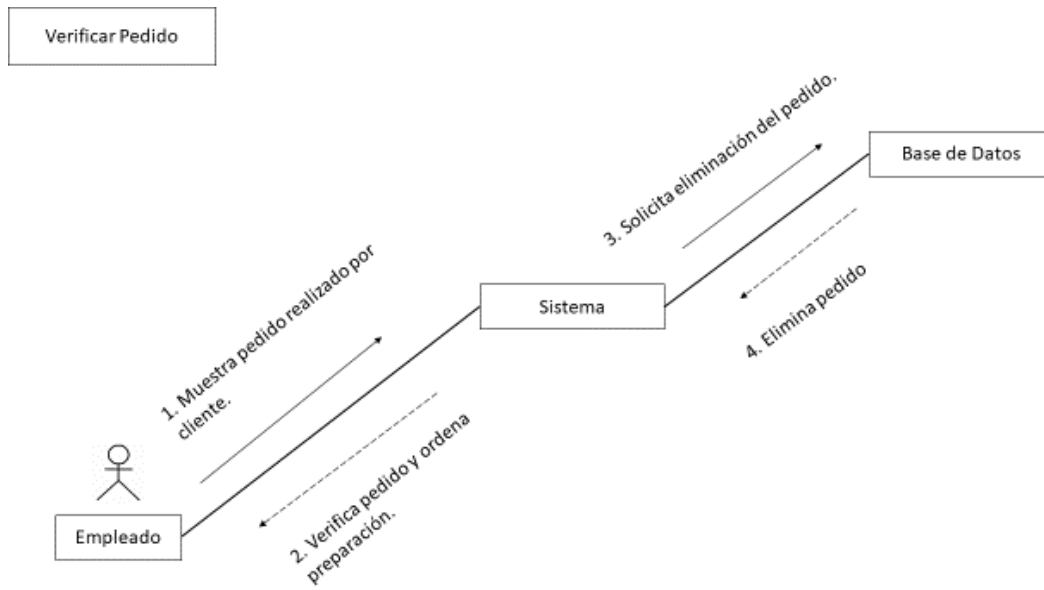 Verificar Pedido
3. Solicita eliminación del pedido.
Base de Datos
Sistema
4. Elimina pedido
1. Muestra pedido realizado por
cliente.
2. Verifica pedido y ordena
preparación.
Empleado